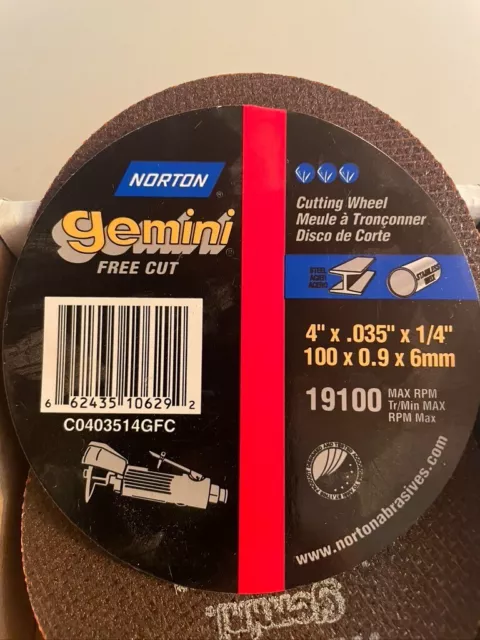 NORTON
gemini
FREE CUT
6 62435 10629 2
C0403514GFC
Cutting Wheel
Meule à Tronçonner
Disco de Corte
STEEL
ACIER
STAINLESS
INOX
4" x .035" x 1/4"
100 x 0.9 x 6mm
19100
MAX RPM
Tr/Min MAX
RPM Max
www.nortonabrasives.com